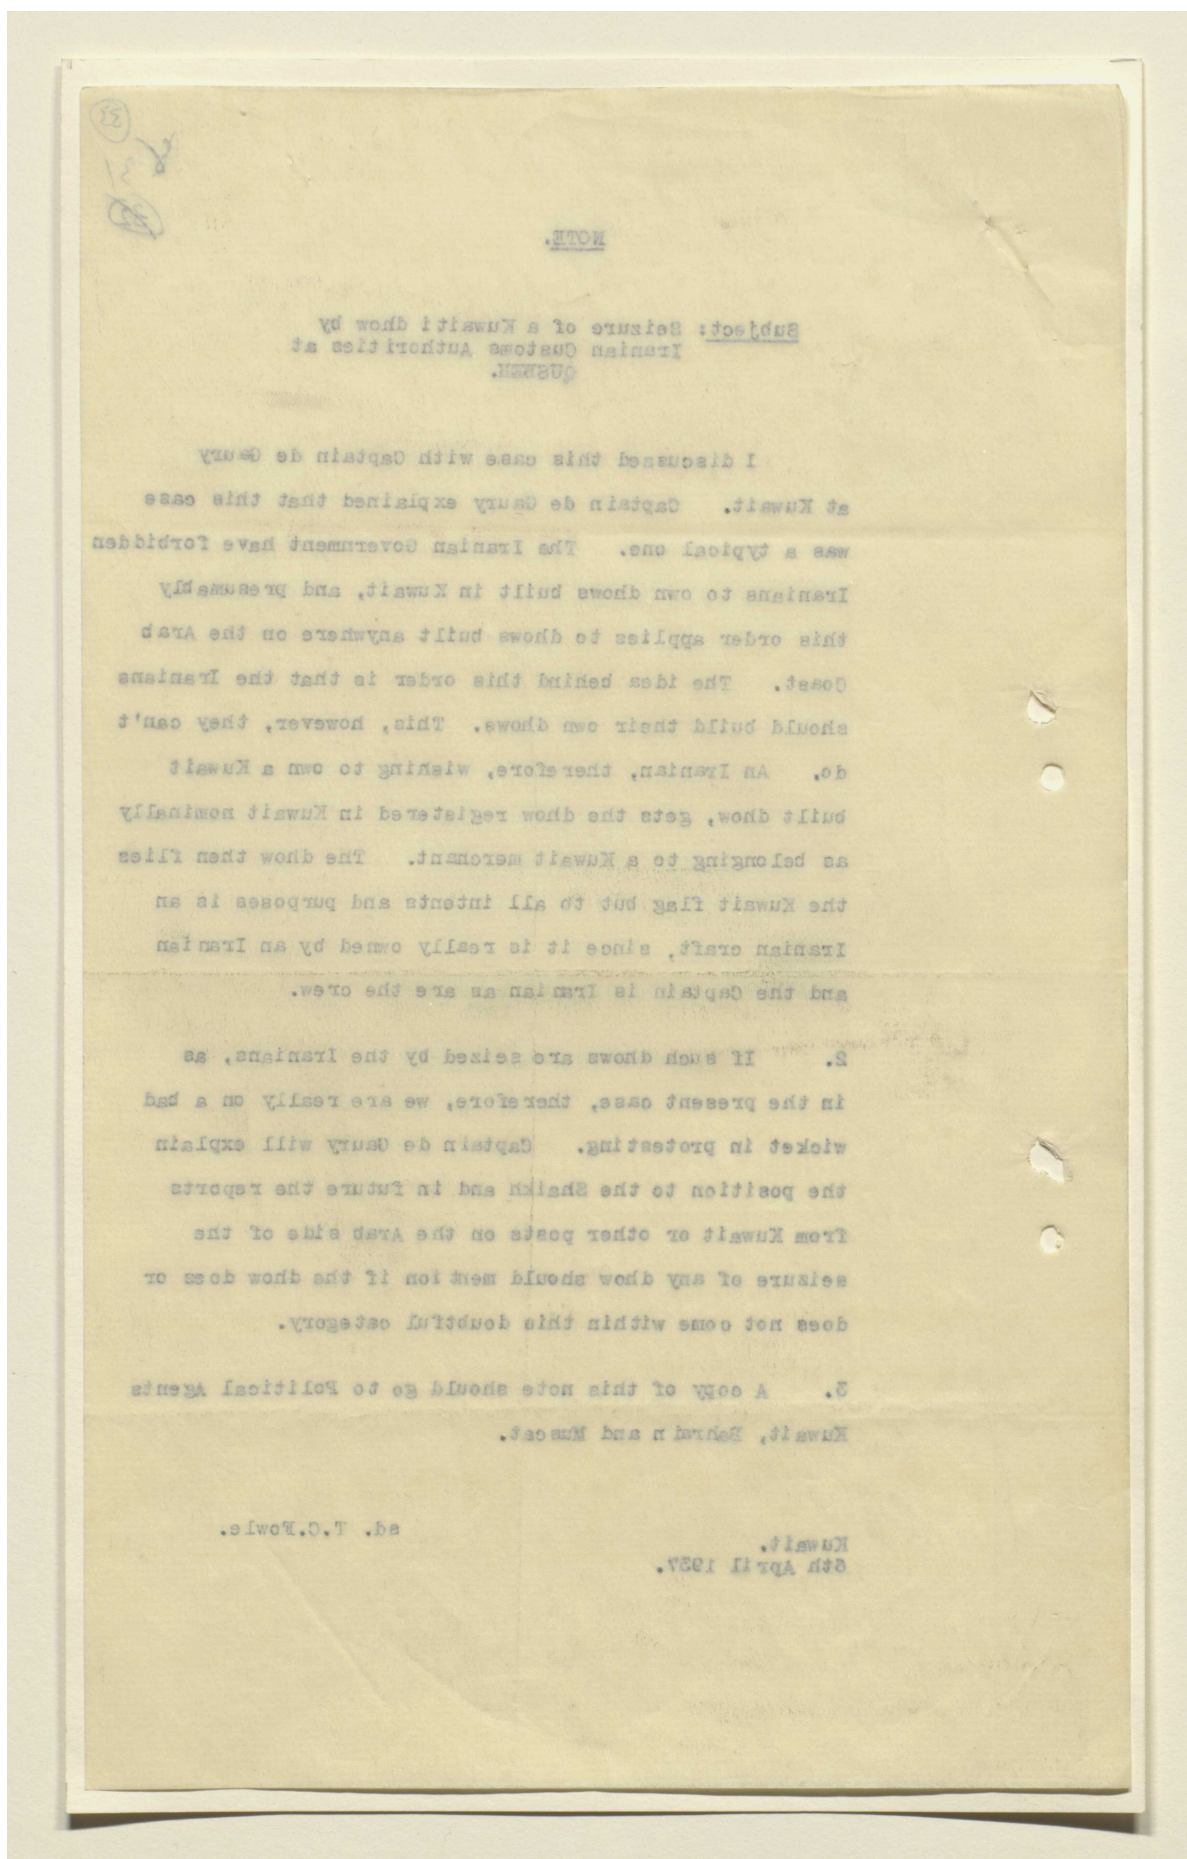 33
NOTE.
Subject: Seizure of a Kuwaiti dhow by
Iranian Customs Authorities at
QUSBEH.
I discussed this case with Captain de Gaury
at Kuwait. Captain de Gaury explained that this case
was a typical one. The Iranian Government have forbidden
Iranians to own dhows built in Kuwait, and presumably
this order applies to dhows built anywhere on the Arab
Coast. The idea behind this order is that the Iranians
should build their own dhows. This, however, they can't
do. An Iranian, therefore, wishing to own a Kuwait
built dhow, gets the dhow registered in Kuwait nominally
as belonging to a Kuwait merchant. The dhow then flies
the Kuwait flag but to all intents and purposes is an
Iranian craft, since it is really owned by an Iranian
and the Captain is Iranian as are the crew.
2. If such dhows are seized by the Iranians, as
in the present case, therefore, we are really on a bad
wicket in protesting. Captain de Gaury will explain
the position to the Shaikh and in future the reports
from Kuwait or other posts on the Arab side of the
seizure of any dhow should mention if the dhow does or
does not come within this doubtful category.
3. A copy of this note should go to Political Agents
Kuwait, Bahrain and Muscat.
sd. T.C.Fowle.
Kuwait.
6th April 1937.